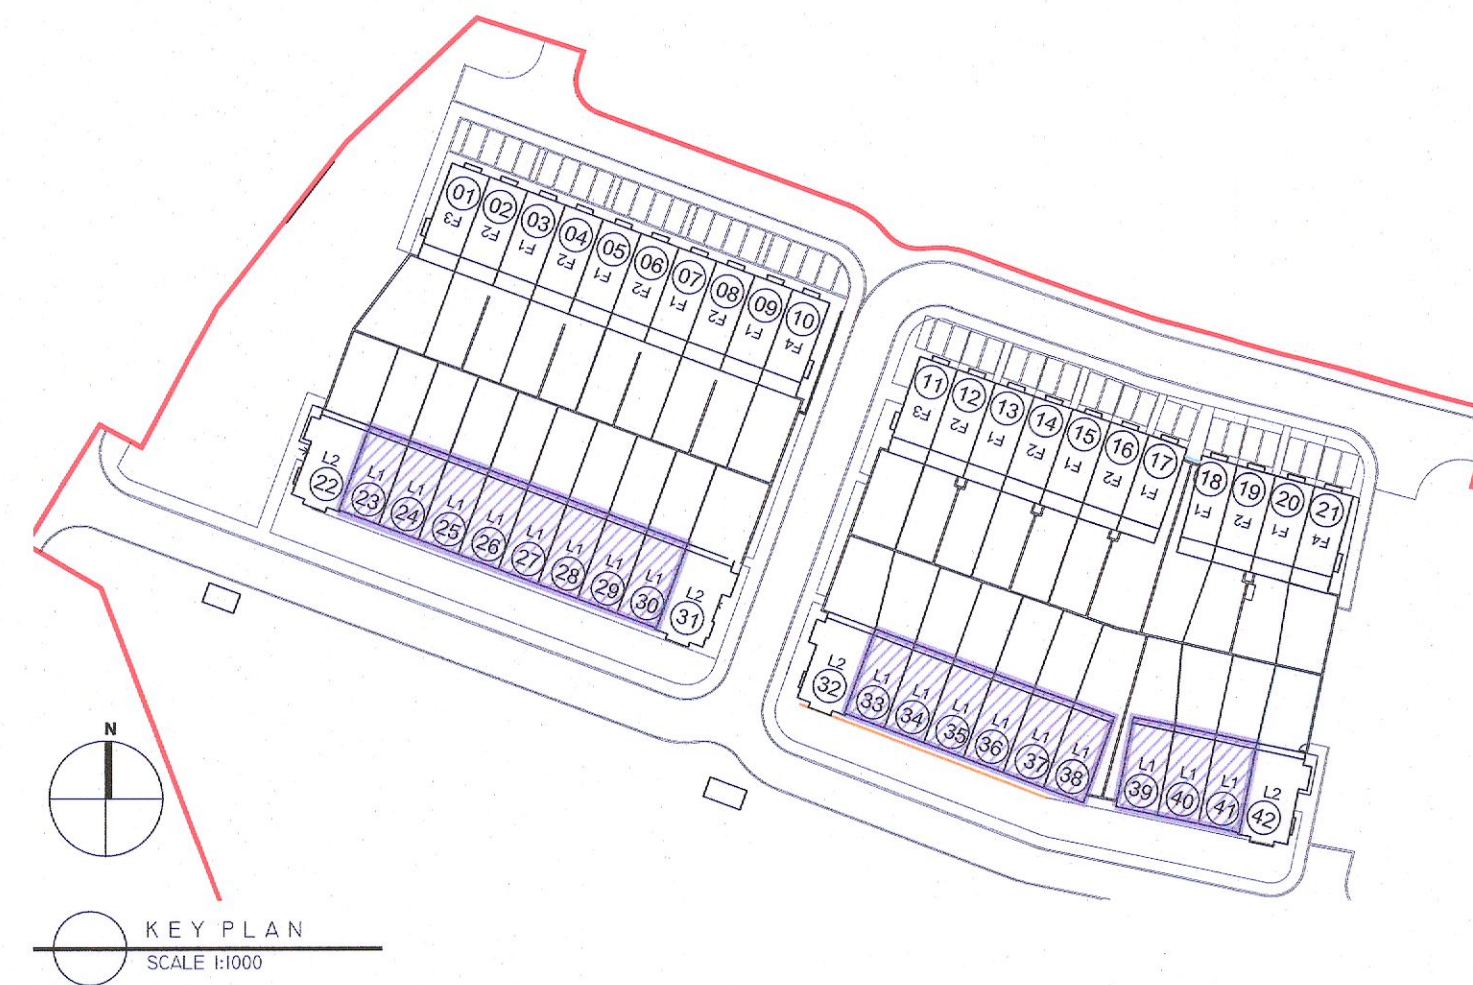 01 02 03 04 05 06 07 08 09 10
F3 F2 F1 F2 F1 F2 F1 F2 F1 F4
11 12 13 14 15 16 17 18 19 20 21
F3 F2 F1 F2 F1 F2 F1 F1 F2 F1 F4
L2 L1 L1 L1 L1 L1 L1 L1 L1 L2
22 23 24 25 26 27 28 29 30 31
L2 L1 L1 L1 L1 L1 L1 L1 L1 L1 L2
32 33 34 35 36 37 38 39 40 41 42
N
KEY PLAN
SCALE 1:1000